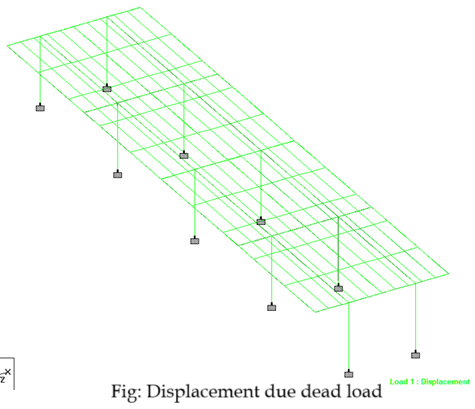 X
Z
Load 1 : Displacement
Fig: Displacement due dead load